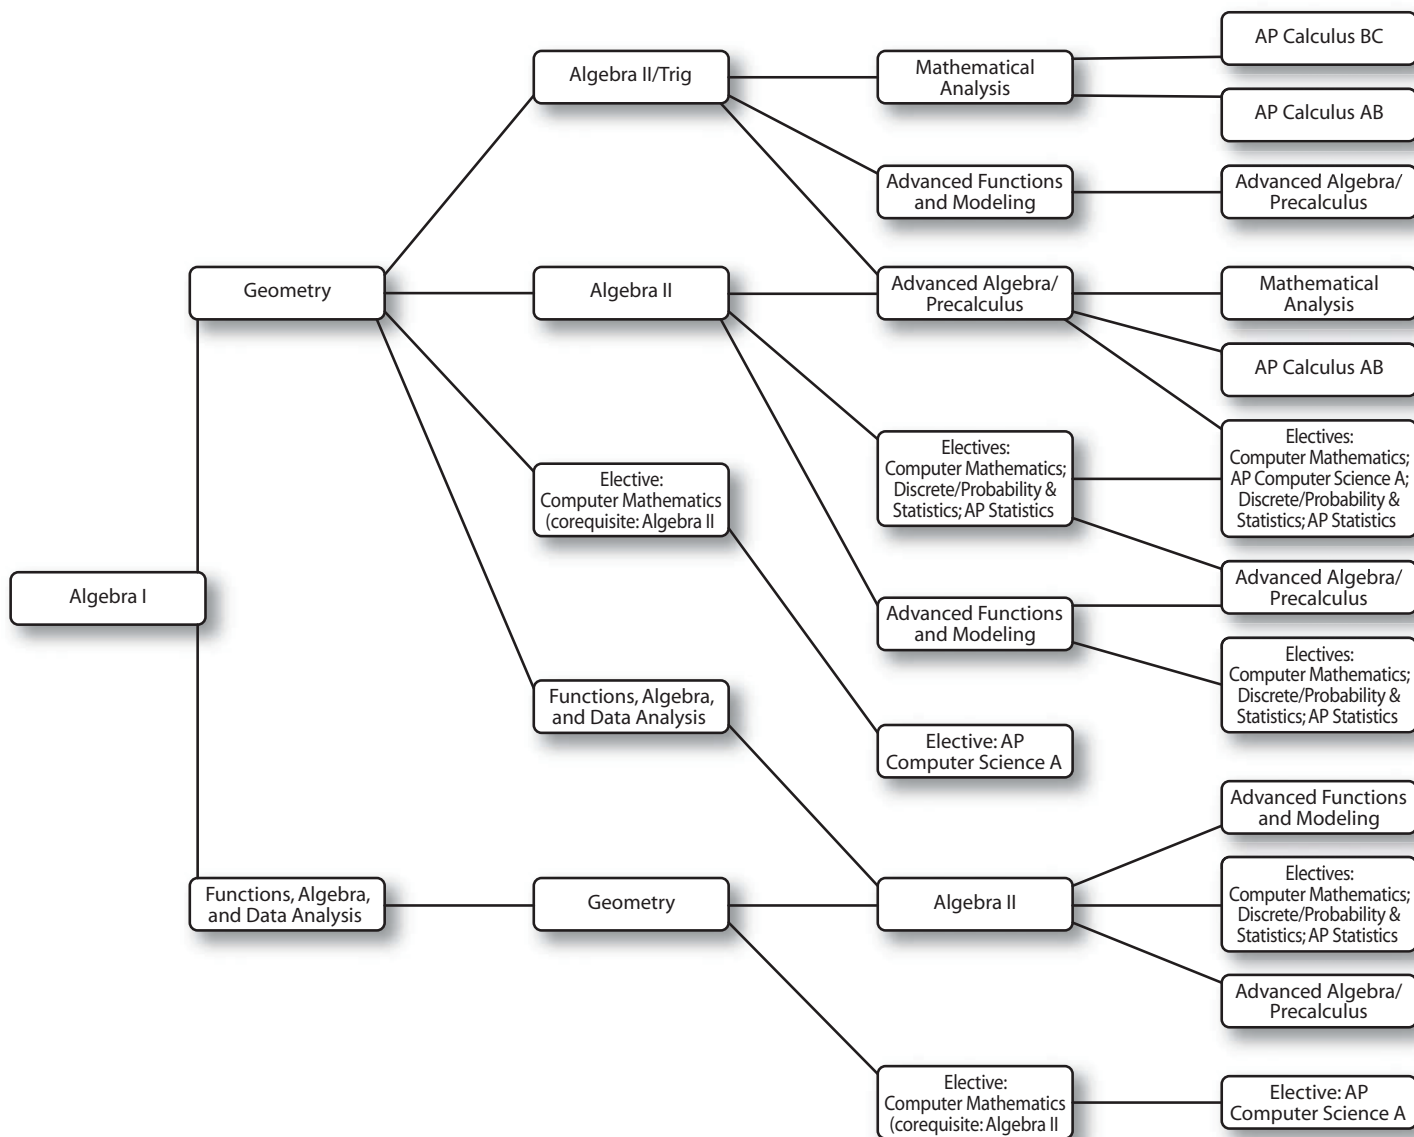 Algebra I
Geometry
Functions, Algebra,
and Data Analysis
Algebra II/Trig
Algebra II
Elective:
Computer Mathematics
(corequisite: Algebra II
Functions, Algebra,
and Data Analysis
Geometry
Mathematical
Analysis
Advanced Functions
and Modeling
Advanced Algebra/
Precalculus
Electives:
Computer Mathematics;
Discrete/Probability &
Statistics; AP Statistics
Advanced Functions
and Modeling
Elective: AP
Computer Science A
Algebra II
Elective:
Computer Mathematics
(corequisite: Algebra II
AP Calculus BC
AP Calculus AB
Advanced Algebra/
Precalculus
Mathematical
Analysis
AP Calculus AB
Electives:
Computer Mathematics;
AP Computer Science A;
Discrete/Probability &
Statistics; AP Statistics
Advanced Algebra/
Precalculus
Electives:
Computer Mathematics;
Discrete/Probability &
Statistics; AP Statistics
Advanced Functions
and Modeling
Electives:
Computer Mathematics;
Discrete/Probability &
Statistics; AP Statistics
Advanced Algebra/
Precalculus
Elective: AP
Computer Science A